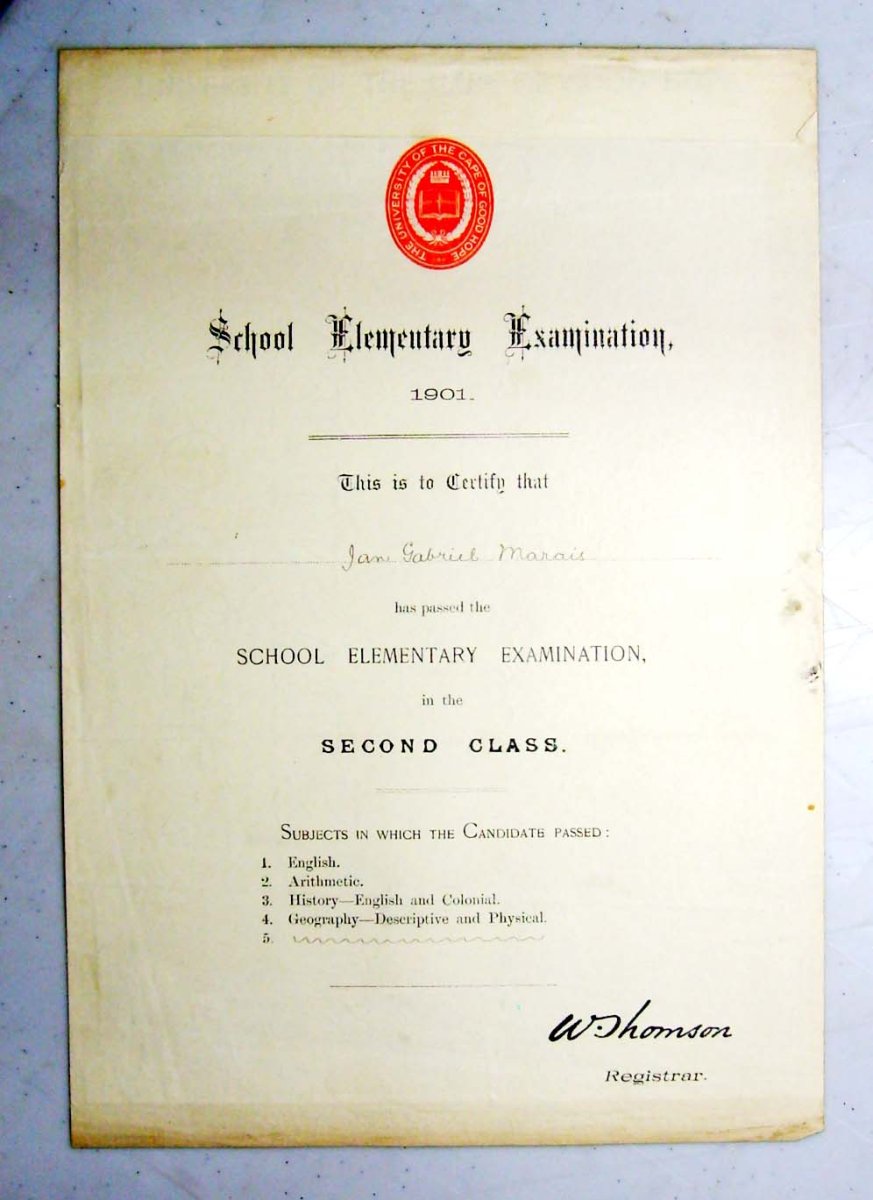 THE UNIVERSITY OF THE CAPE OF GOOD HOPE
School Elementary Examination,
1901.
This is to Certify that
Jan Gabriel Marais
has passed the
SCHOOL ELEMENTARY EXAMINATION,
in the
SECOND CLASS.
SUBJECTS IN WHICH THE CANDIDATE PASSED:
1. English.
2. Arithmetic.
3. History—English and Colonial.
4. Geography—Descriptive and Physical.
5.
W. Thomson
Registrar.